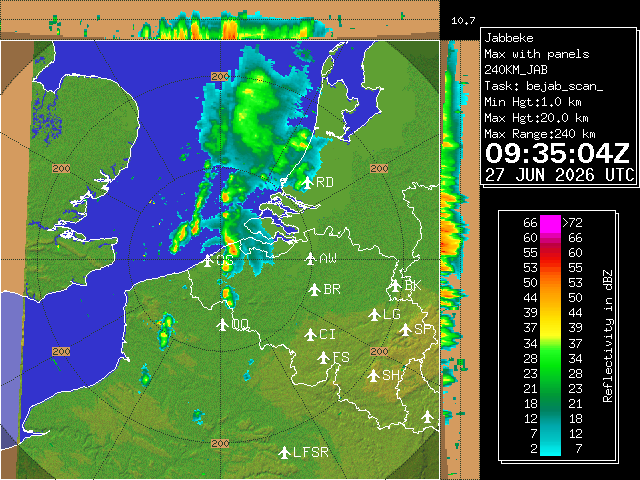 10.7
Jabbeke
Max with panels
240KM_JAB
Task: bejab_scan_
Min Hgt:1.0 km
Max Hgt:20.0 km
Max Range:240 km
09:35:04Z
27 JUN 2026 UTC
200
200
200
RD
OS
AW
BR
BK
LG
QO
CI
SP
200
FS
200
SH
200
LFSR
66 >72
60 66
55 60
53 55
50 53
44 50
42 44
39 42
37 39
34 37
28 34
24 28
21 23
18 21
12 18
7 12
2 7
Reflectivity in dBZ